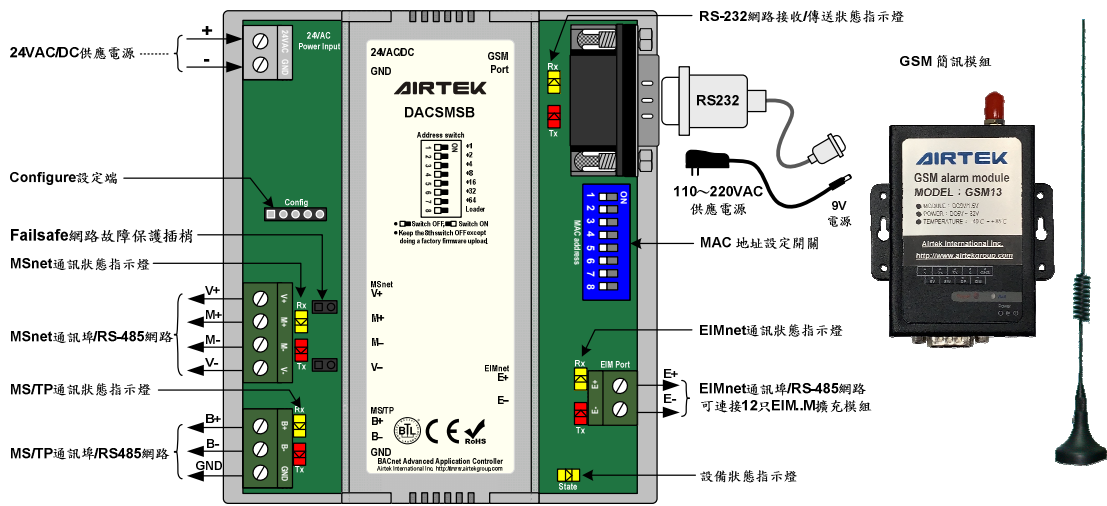 24VAC/DC供應電源
+
-
24VAC
GND
24/AC
Power Input
Configure設定端
Config
Failsafe網路故障保護插梢
MSnet通訊狀態指示燈
V+
M+
M-
V-
MSnet通訊埠/RS-485網路
V+
M+
M-
V-
Rx
Tx
MS/TP通訊狀態指示燈
B+
B-
GND
MS/TP通訊埠/RS485網路
B+
B-
GND
Rx
Tx
24VAC/DC
GND
GSM
Port
AIRTEK
DACSMSB
Address switch
ON
1
2
3
4
5
6
7
8
+1
+2
+4
+8
+16
+32
+64
Loader
Switch OFF, Switch ON
Keep the 8th switch OFF except
doing a factory firmware upload.
MSnet
V+
M+
M–
V–
EIMnet
E+
E–
MS/TP
B+
B–
GND
BTL
CE
RoHS
BACnet Advanced Application Controller
Airtek International Inc. http://www.airtekgroup.com
RS-232網路接收/傳送狀態指示燈
Rx
Tx
RS232
110～220VAC
供應電源
9V
電源
ON
1
2
3
4
5
6
7
8
MAC address
MAC 地址設定開關
EIMnet通訊狀態指示燈
Rx
Tx
EIM Port
E+
E-
E+
E-
EIMnet通訊埠/RS-485網路
可連接12只EIM..M擴充模組
State
設備狀態指示燈
GSM 簡訊模組
AIRTEK
GSM alarm module
MODEL：GSM13
Airtek International Inc.
http://www.airtekgroup.com
Power